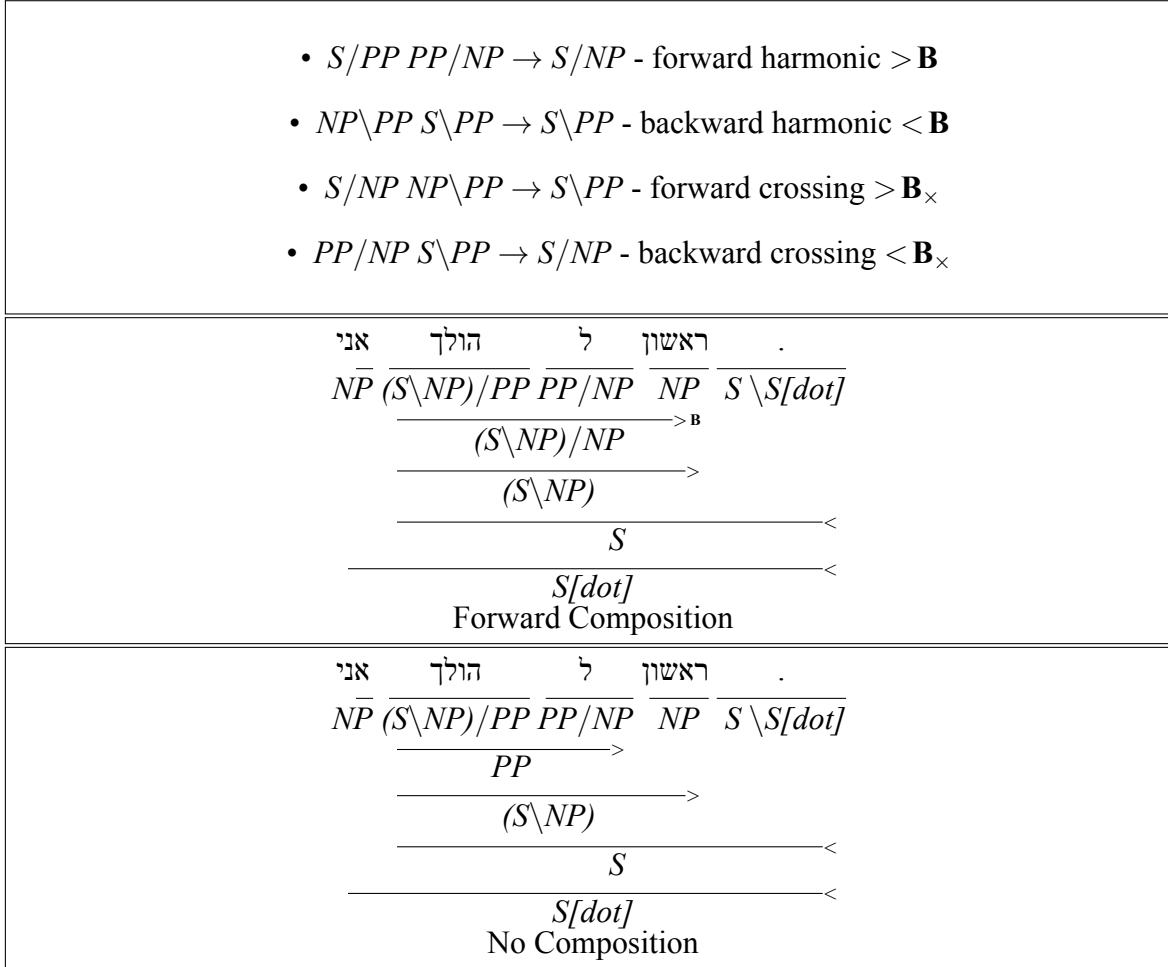 • S/PP PP/NP → S/NP - forward harmonic > B
• NP\PP S\PP → S\PP - backward harmonic < B
• S/NP NP\PP → S\PP - forward crossing > B×
• PP/NP S\PP → S/NP - backward crossing < B×
אני הולך ל ראשון .
NP (S\NP)/PP PP/NP NP S \S[dot]
>B
(S\NP)/NP
>
(S\NP)
<
S
<
S[dot]
Forward Composition
אני הולך ל ראשון .
NP (S\NP)/PP PP/NP NP S \S[dot]
>
PP
>
(S\NP)
<
S
<
S[dot]
No Composition